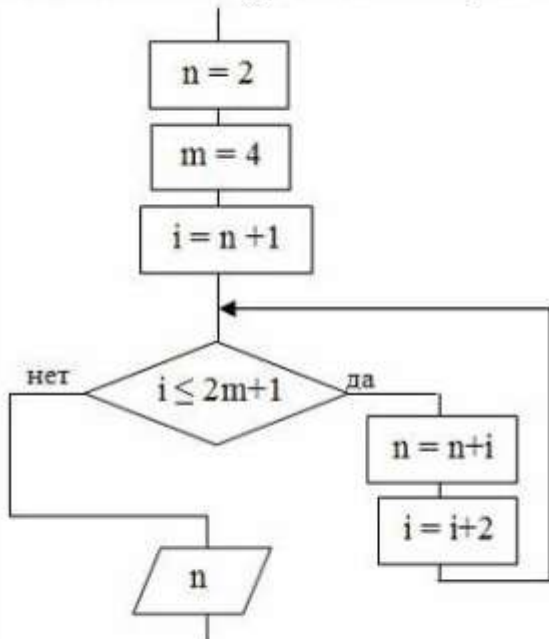 n = 2
m = 4
i = n +1
нет
i ≤ 2m+1
да
n = n+i
i = i+2
n